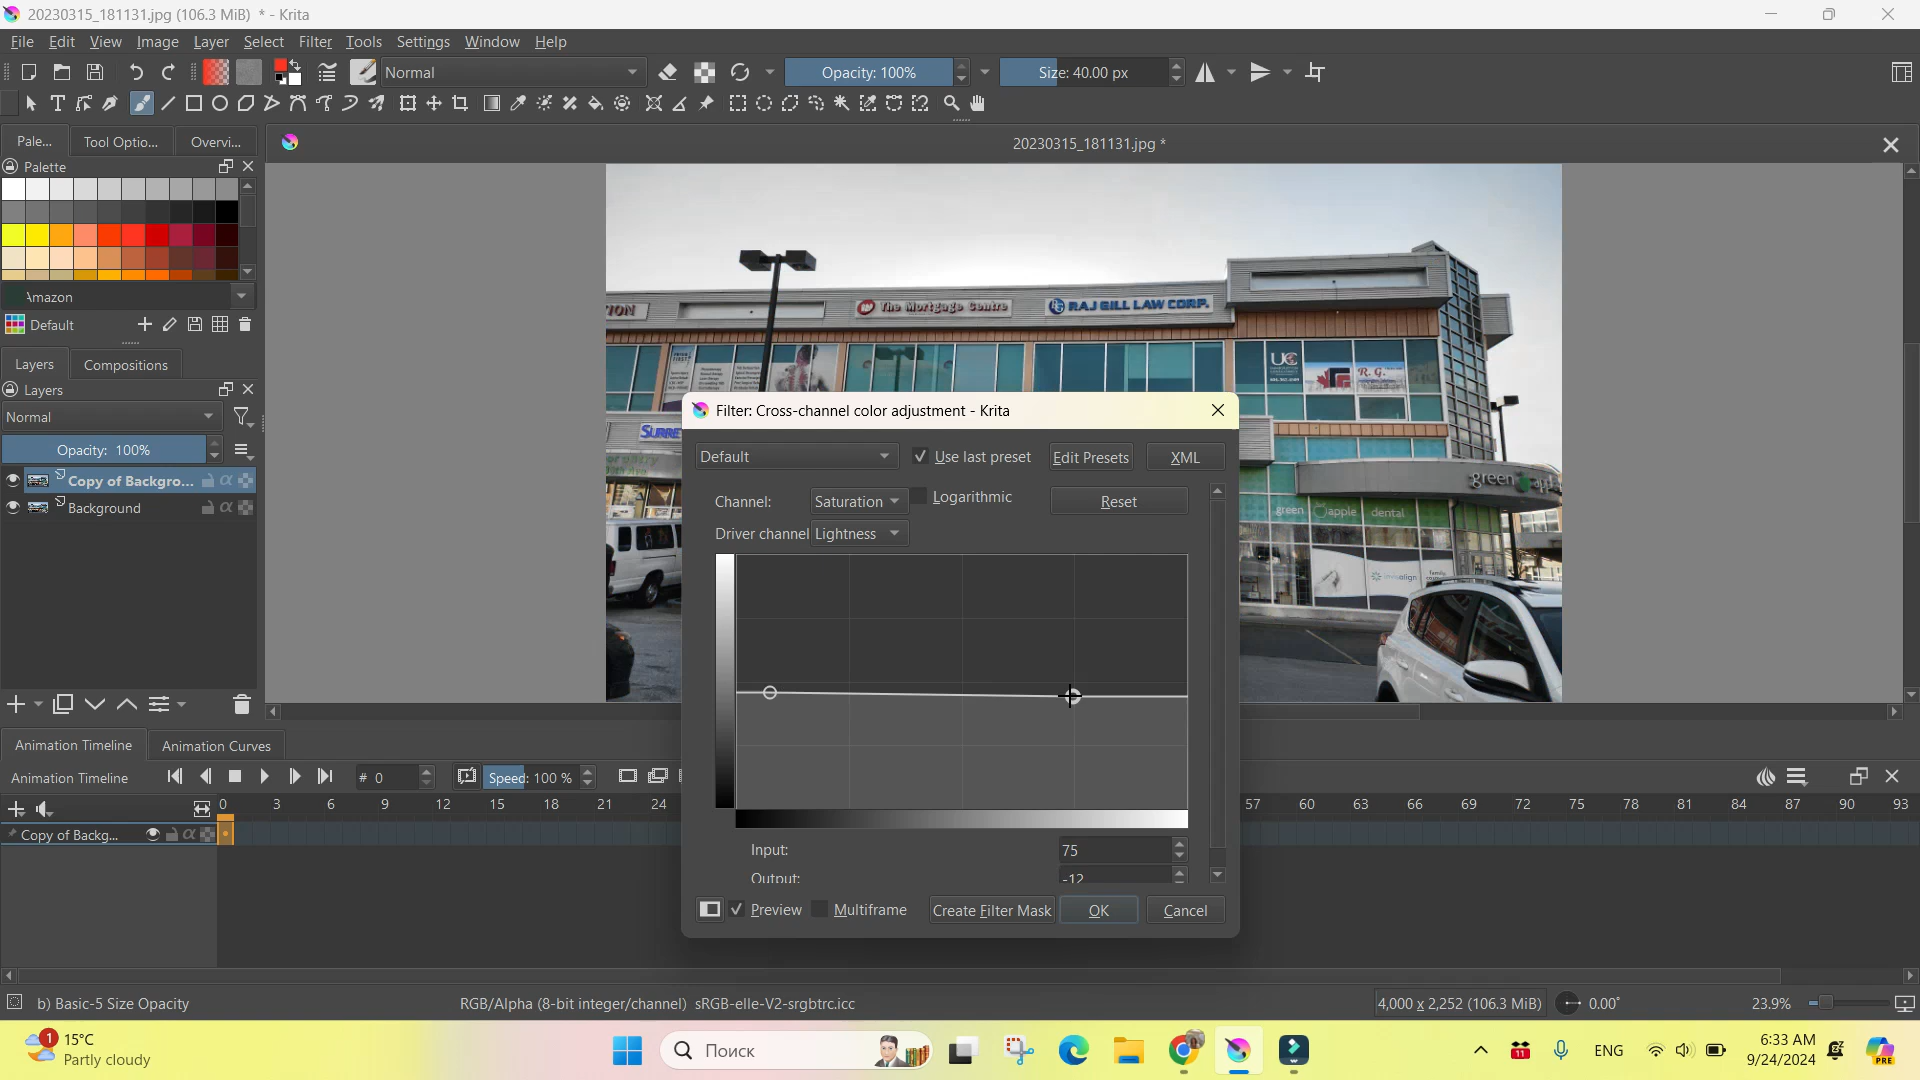 20230315_181131.jpg (106.3 MiB) * - Krita
File Edit View Image Layer Select Filter Tools Settings Window Help
Normal
Opacity: 100%
Size: 40.00 px
Pale... Tool Optio... Overvi...
20230315_181131.jpg *
Palette
The Mortgage Centre
RAJ GILL LAW CORP.
Amazon
Default
UC
R. G.
Layers Compositions
Layers
Normal
Opacity: 100%
Copy of Backgro...
Background
Filter: Cross-channel color adjustment - Krita
Default
Use last preset
Edit Presets
XML
Channel:
Saturation
Logarithmic
Reset
Driver channel
Lightness
green apple dental
invisalign
Input:
75
Output:
-12
Preview
Multiframe
Create Filter Mask
OK
Cancel
Animation Timeline Animation Curves
Animation Timeline
# 0
Speed: 100 %
0 3 6 9 12 15 18 21 24 57 60 63 66 69 72 75 78 81 84 87 90 93
Copy of Backg...
b) Basic-5 Size Opacity
RGB/Alpha (8-bit integer/channel) sRGB-elle-V2-srgbtrc.icc
4,000 x 2,252 (106.3 MiB)
0.00°
23.9%
1
15°C
Partly cloudy
Поиск
11
ENG
6:33 AM
9/24/2024
PRE